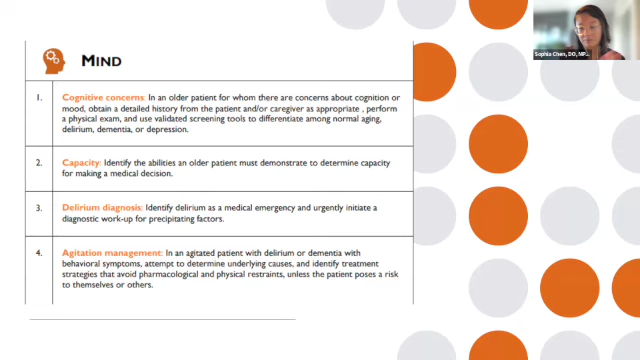 Sophia Chen, DO, MP...
MIND
1. Cognitive concerns: In an older patient for whom there are concerns about cognition or
mood, obtain a detailed history from the patient and/or caregiver as appropriate , perform
a physical exam, and use validated screening tools to differentiate among normal aging,
delirium, dementia, or depression.
2. Capacity: Identify the abilities an older patient must demonstrate to determine capacity
for making a medical decision.
3. Delirium diagnosis: Identify delirium as a medical emergency and urgently initiate a
diagnostic work-up for precipitating factors.
4. Agitation management: In an agitated patient with delirium or dementia with
behavioral symptoms, attempt to determine underlying causes, and identify treatment
strategies that avoid pharmacological and physical restraints, unless the patient poses a risk
to themselves or others.